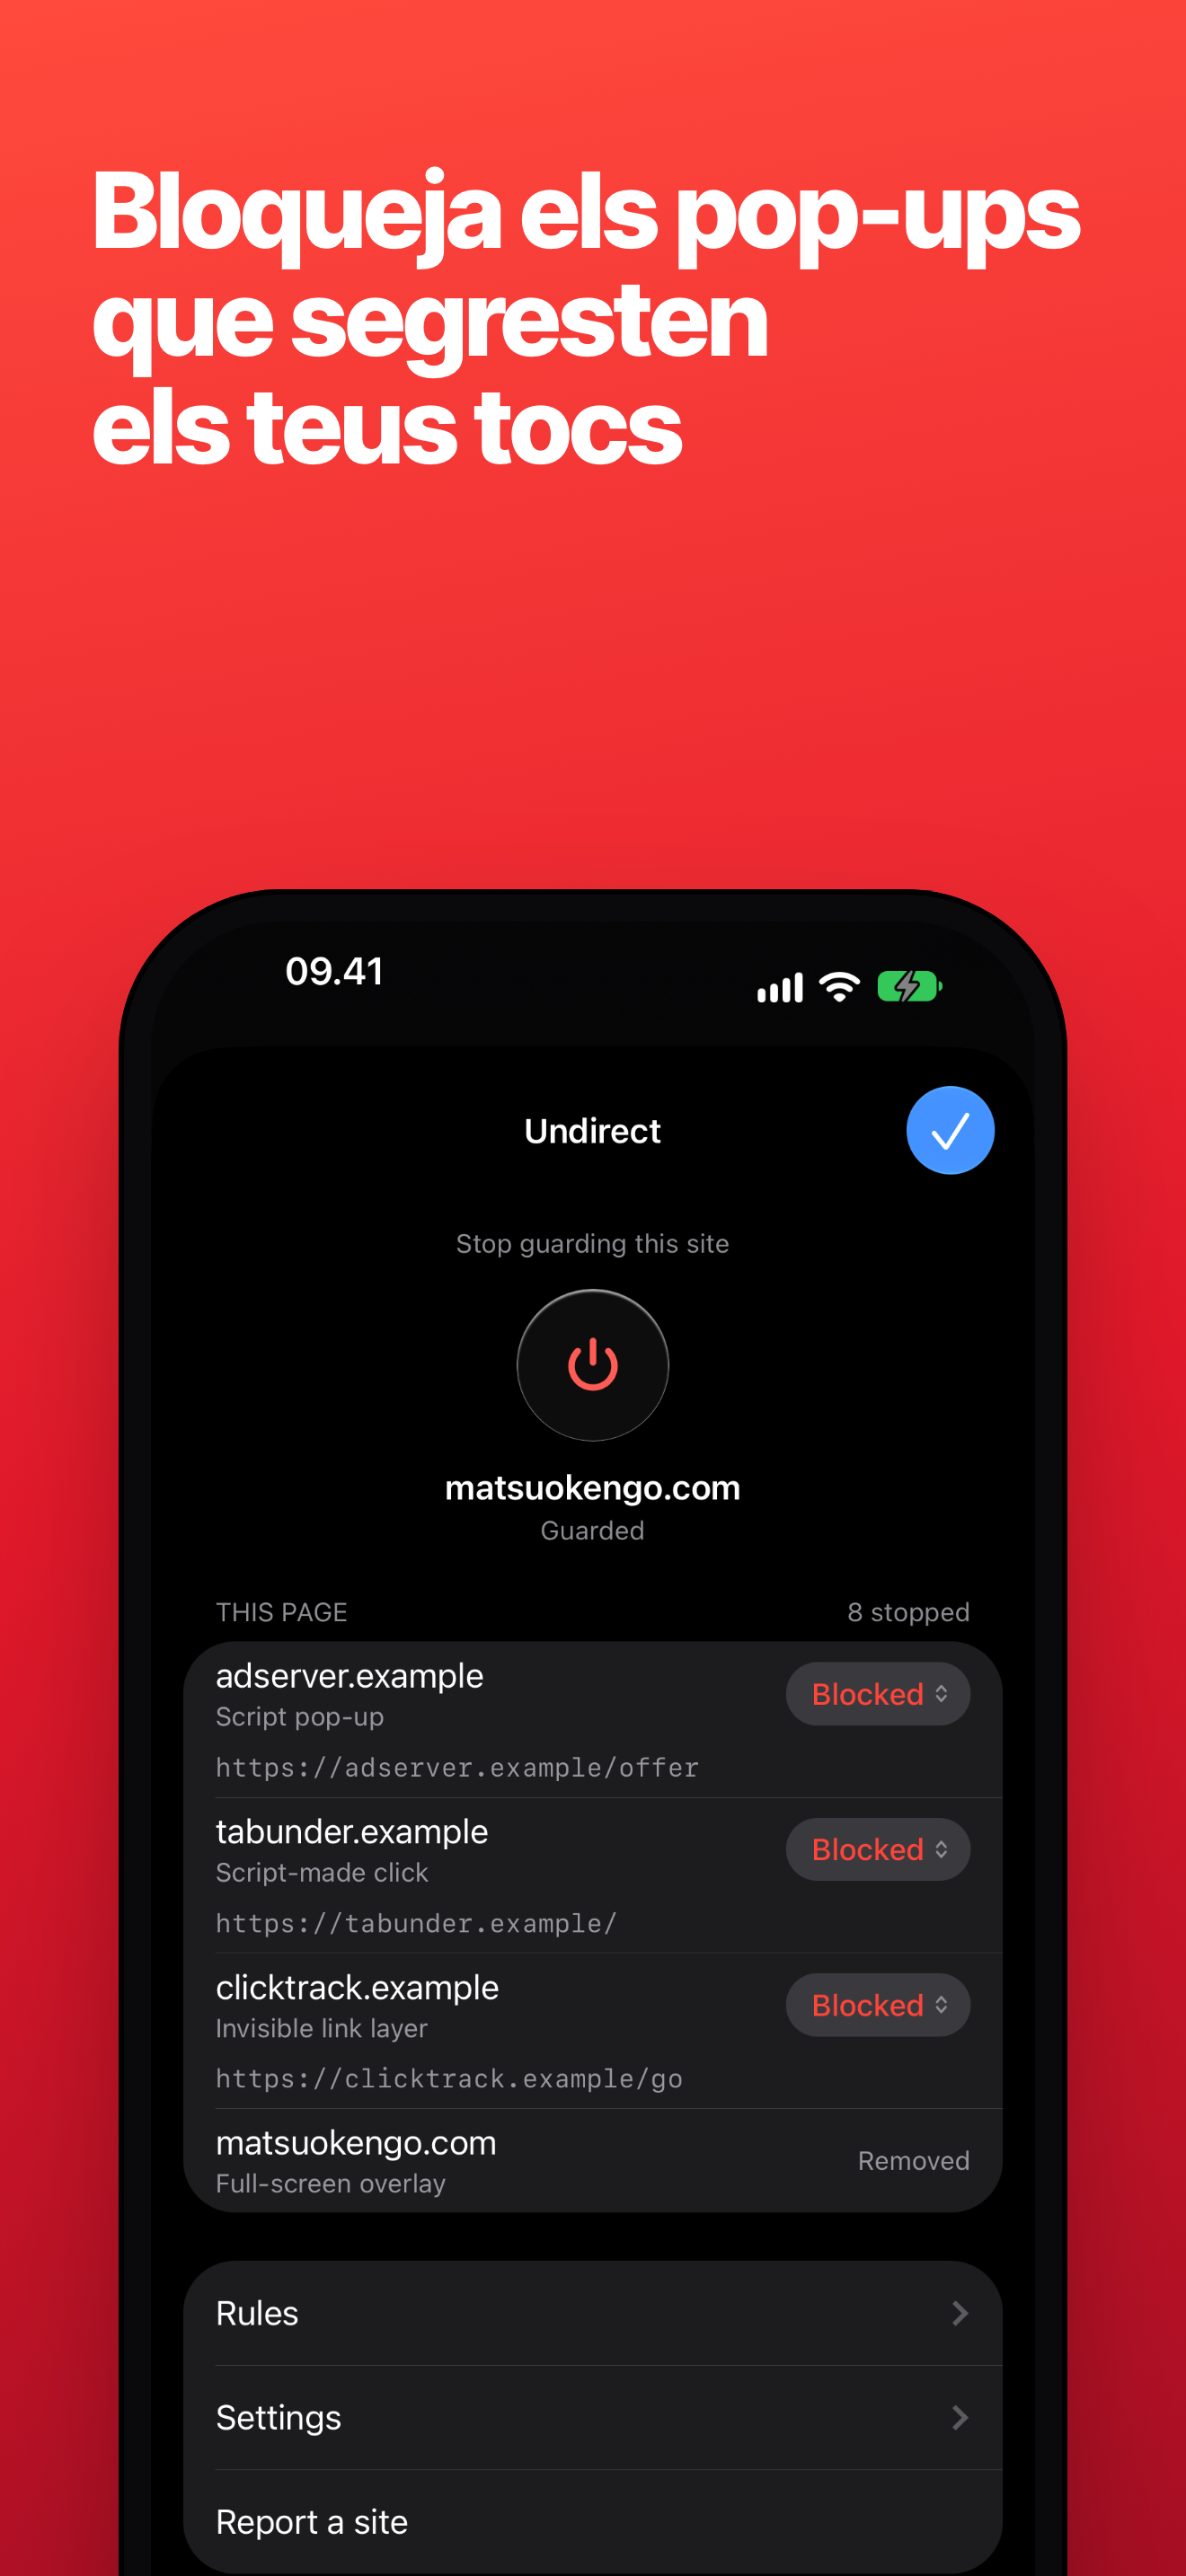 Bloqueja els pop-ups
que segresten
els teus tocs
09.41
Undirect
Stop guarding this site
matsuokengo.com
Guarded
THIS PAGE 8 stopped
adserver.example Blocked
Script pop-up
https://adserver.example/offer
tabunder.example Blocked
Script-made click
https://tabunder.example/
clicktrack.example Blocked
Invisible link layer
https://clicktrack.example/go
matsuokengo.com Removed
Full-screen overlay
Rules
Settings
Report a site